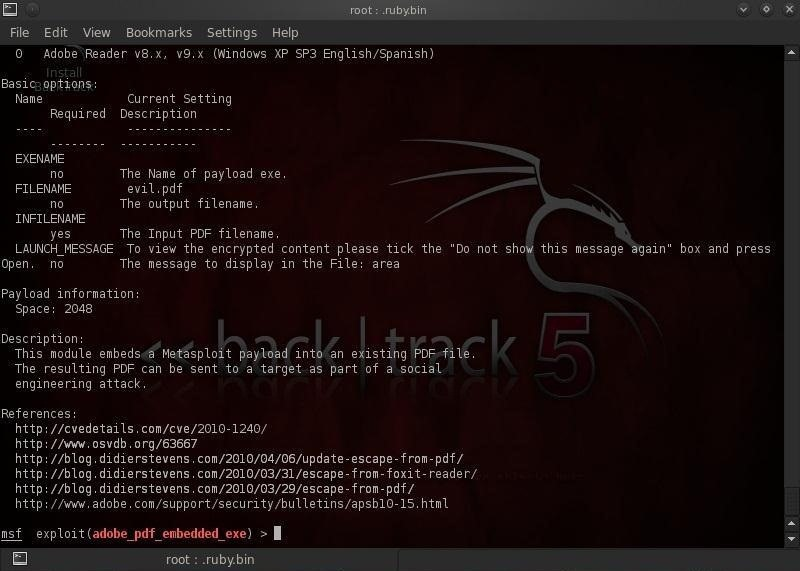 root : .ruby.bin
File Edit View Bookmarks Settings Help
0 Adobe Reader v8.x, v9.x (Windows XP SP3 English/Spanish)
Install
BackTrack
Basic options:
Name Current Setting
Required Description
---- ---------------
-------- -----------
EXENAME
no The Name of payload exe.
FILENAME evil.pdf
no The output filename.
INFILENAME
yes The Input PDF filename.
LAUNCH_MESSAGE To view the encrypted content please tick the "Do not show this message again" box and press
Open. no The message to display in the File: area
Payload information:
Space: 2048
Description:
This module embeds a Metasploit payload into an existing PDF file.
The resulting PDF can be sent to a target as part of a social
engineering attack.
<< back | track 5
References:
http://cvedetails.com/cve/2010-1240/
http://www.osvdb.org/63667
http://blog.didierstevens.com/2010/04/06/update-escape-from-pdf/
http://blog.didierstevens.com/2010/03/31/escape-from-foxit-reader/
http://blog.didierstevens.com/2010/03/29/escape-from-pdf/
http://www.adobe.com/support/security/bulletins/apsb10-15.html
msf exploit(adobe_pdf_embedded_exe) >
root : .ruby.bin